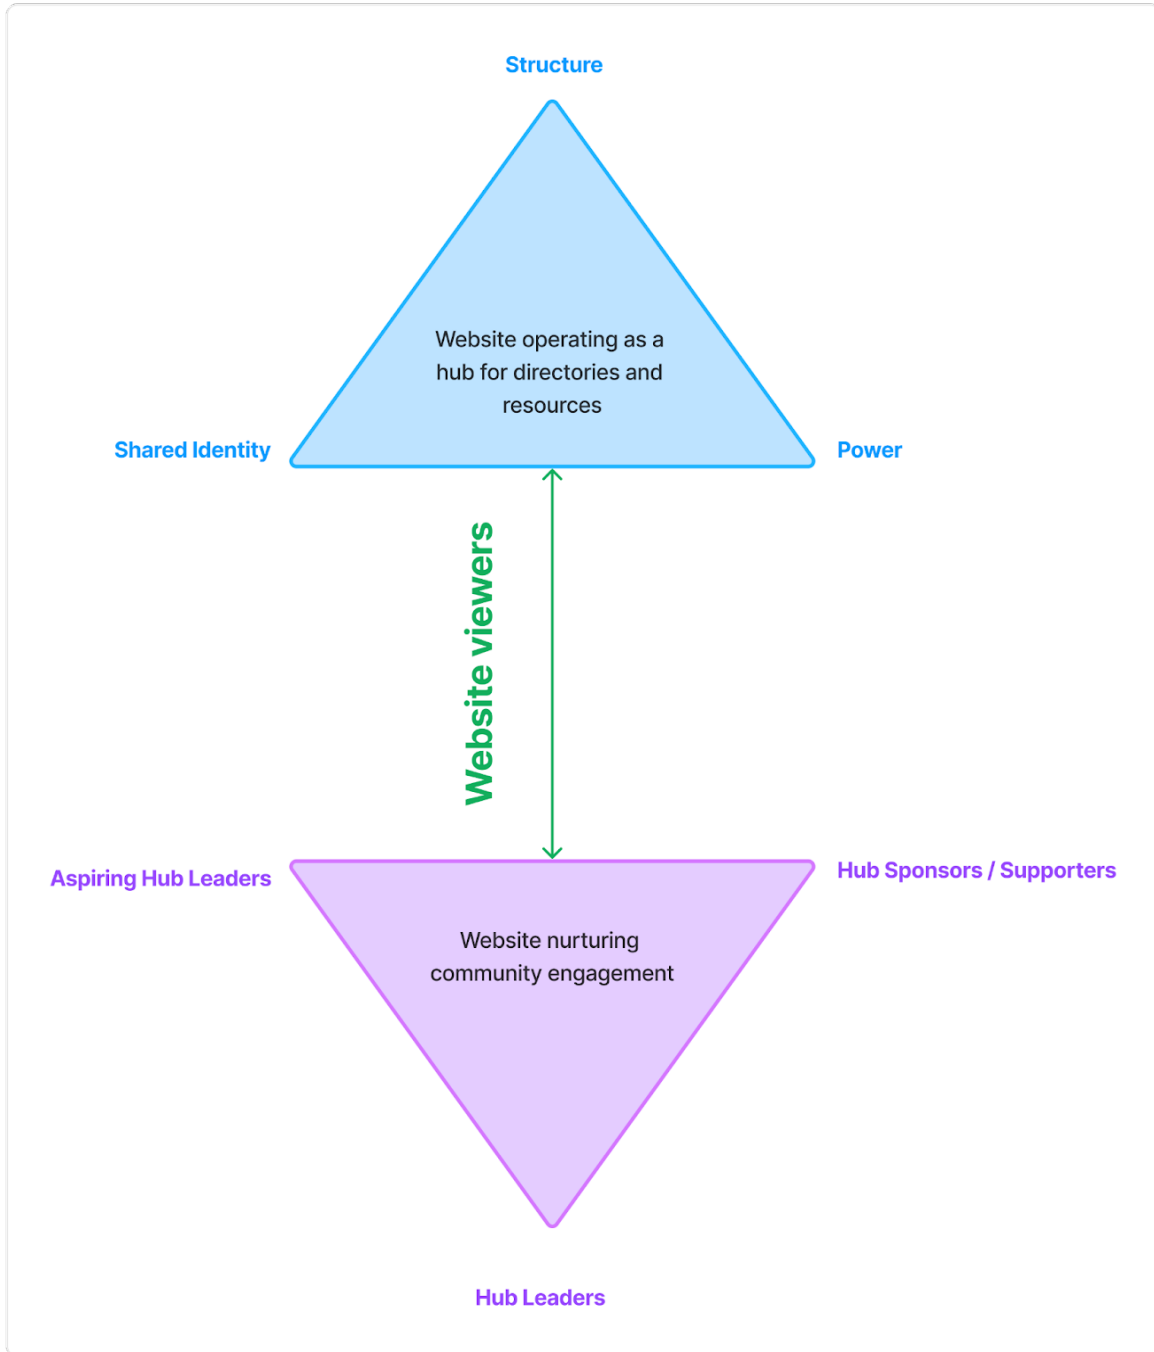 Structure
Website operating as a
hub for directories and
resources
Shared Identity
Power
Website viewers
Aspiring Hub Leaders
Hub Sponsors / Supporters
Website nurturing
community engagement
Hub Leaders